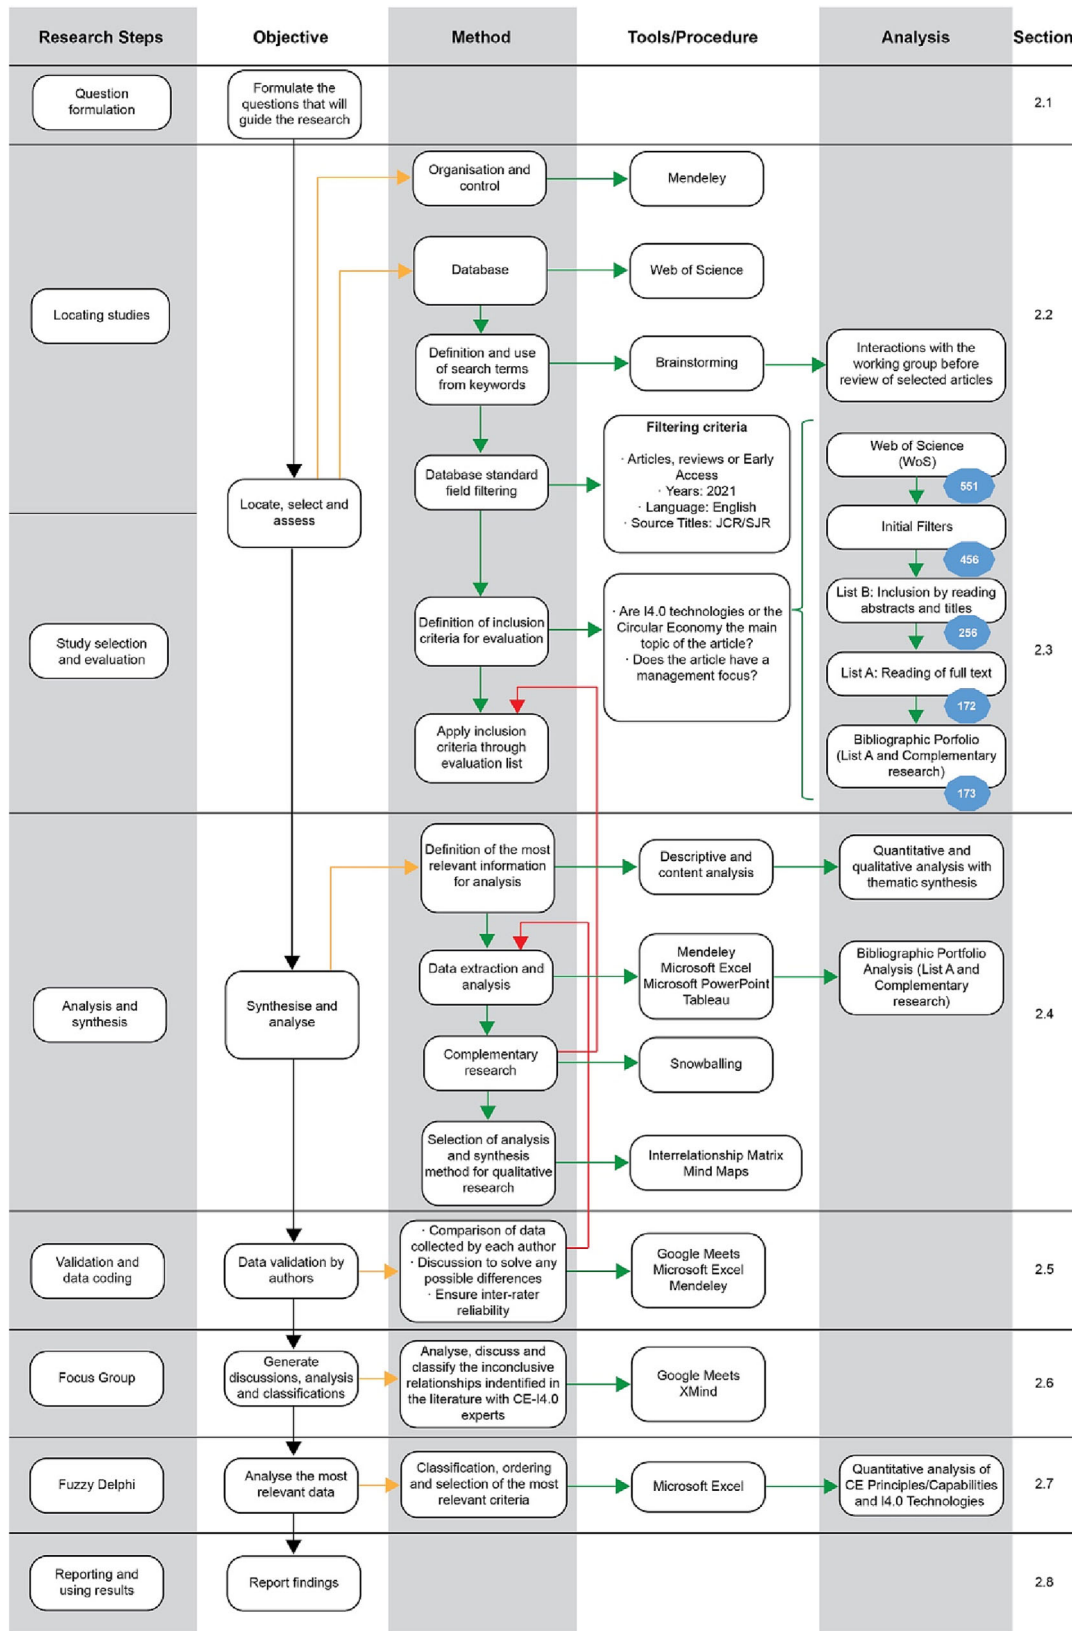 Research Steps
Objective
Method
Tools/Procedure
Analysis
Section
Question
formulation
Formulate the
questions that will
guide the research
2.1
Locating studies
Organisation and
control
Mendeley
Database
Web of Science
2.2
Definition and use
of search terms
from keywords
Brainstorming
Interactions with the
working group before
review of selected articles
Locate, select and
assess
Database standard
field filtering
Filtering criteria
· Articles, reviews or Early
Access
· Years: 2021
· Language: English
· Source Titles: JCR/SJR
Web of Science
(WoS)
551
Initial Filters
456
Study selection
and evaluation
Definition of inclusion
criteria for evaluation
· Are I4.0 technologies or the
Circular Economy the main
topic of the article?
· Does the article have a
management focus?
List B: Inclusion by reading
abstracts and titles
256
List A: Reading of full text
172
2.3
Apply inclusion
criteria through
evaluation list
Bibliographic Porfolio
(List A and Complementary
research)
173
Analysis and
synthesis
Synthesise and
analyse
Definition of the most
relevant information
for analysis
Descriptive and
content analysis
Quantitative and
qualitative analysis with
thematic synthesis
Data extraction and
analysis
Mendeley
Microsoft Excel
Microsoft PowerPoint
Tableau
Bibliographic Portfolio
Analysis (List A and
Complementary
research)
2.4
Complementary
research
Snowballing
Selection of analysis
and synthesis
method for qualitative
research
Interrelationship Matrix
Mind Maps
Validation and
data coding
Data validation by
authors
· Comparison of data
collected by each author
· Discussion to solve any
possible differences
· Ensure inter-rater
reliability
Google Meets
Microsoft Excel
Mendeley
2.5
Focus Group
Generate
discussions, analysis
and classifications
Analyse, discuss and
classify the inconclusive
relationships indentified in
the literature with CE-I4.0
experts
Google Meets
XMind
2.6
Fuzzy Delphi
Analyse the most
relevant data
Classification, ordering
and selection of the most
relevant criteria
Microsoft Excel
Quantitative analysis of
CE Principles/Capabilities
and I4.0 Technologies
2.7
Reporting and
using results
Report findings
2.8